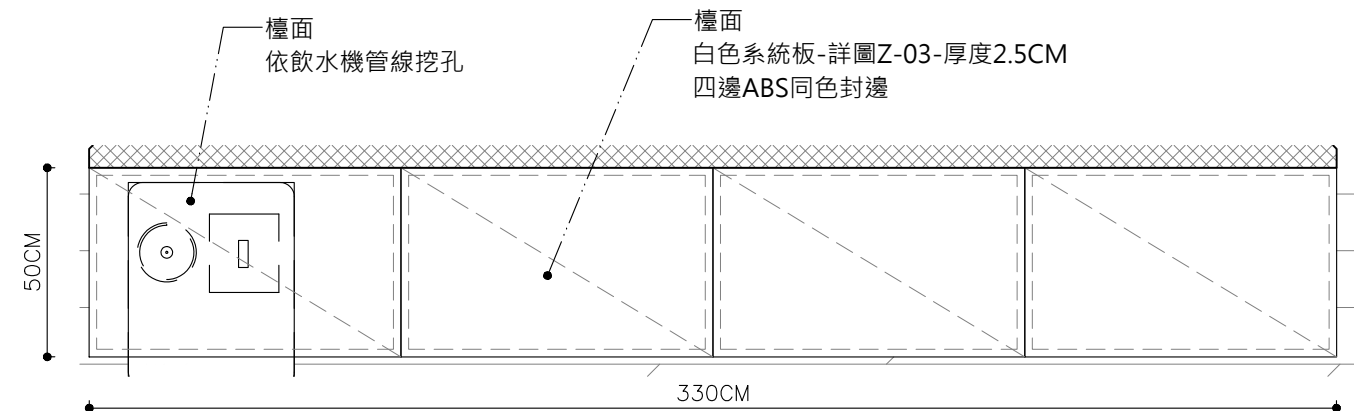 檯面
依飲水機管線挖孔
檯面
白色系統板-詳圖Z-03-厚度2.5CM
四邊ABS同色封邊
50CM
330CM